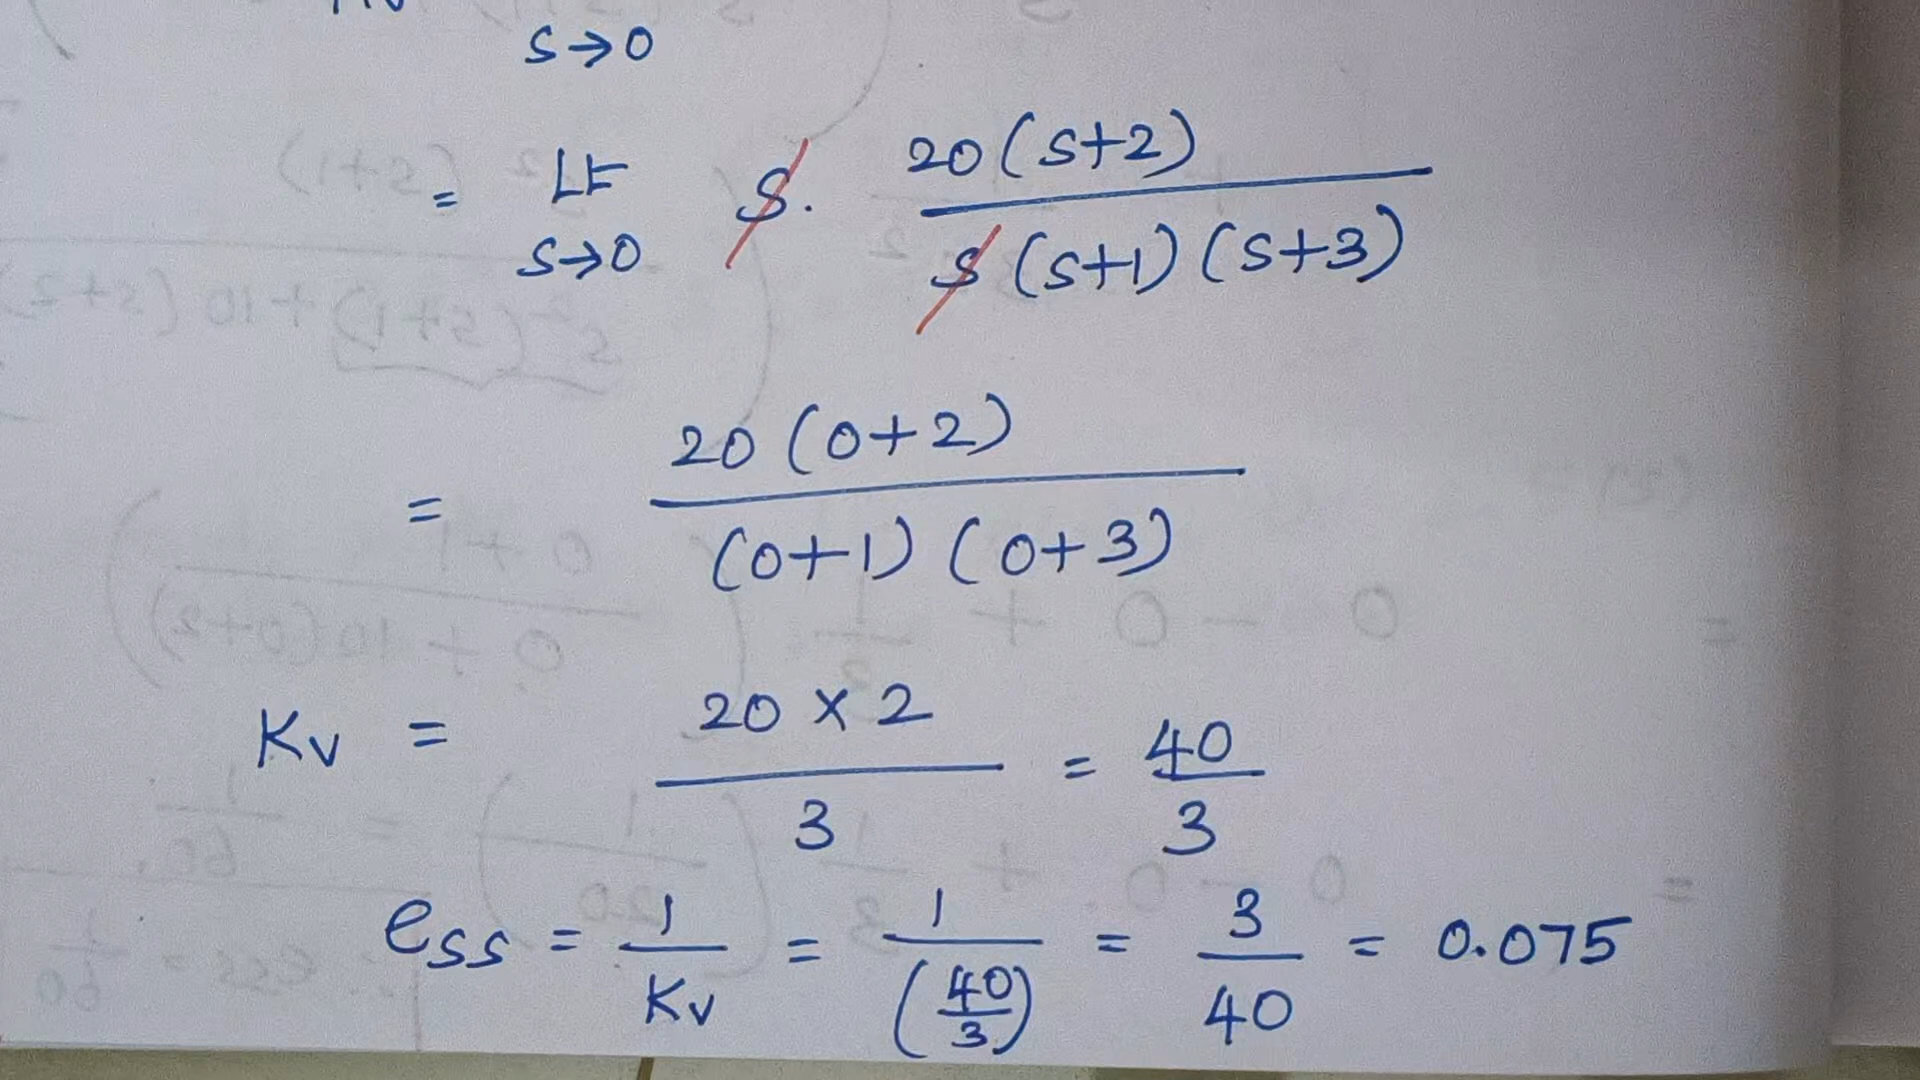 s→0
= Lt s→0 s. 20(s+2) / s(s+1)(s+3)
= 20(0+2) / (0+1)(0+3)
Kv = 20×2 / 3 = 40/3
ess = 1/Kv = 1/(40/3) = 3/40 = 0.075